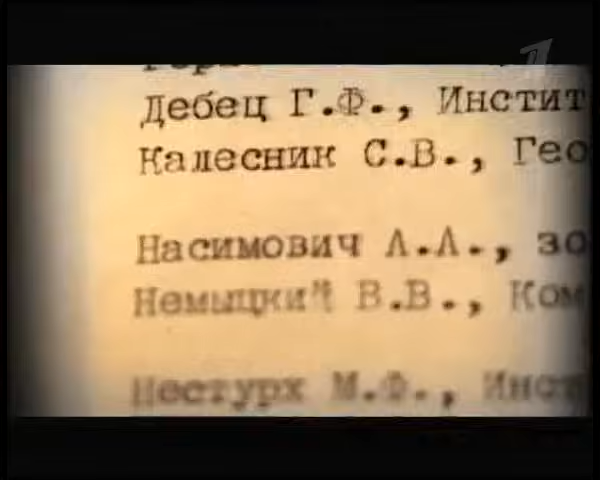 Дебец Г.Ф., Инстит
Калесник С.В., Гео
Насимович А.А., зо
Немыцкий В.В., Ком
Нестурх М.Ф., Инст